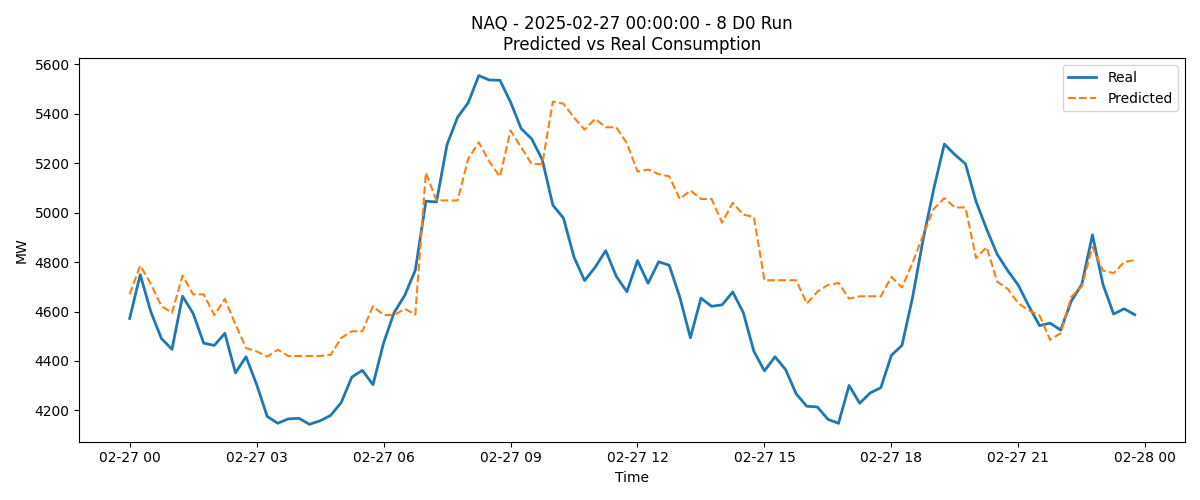 NAQ - 2025-02-27 00:00:00 - 8 D0 Run
Predicted vs Real Consumption
Real
Predicted
MW
5600
5400
5200
5000
4800
4600
4400
4200
02-27 00
02-27 03
02-27 06
02-27 09
02-27 12
02-27 15
02-27 18
02-27 21
02-28 00
Time